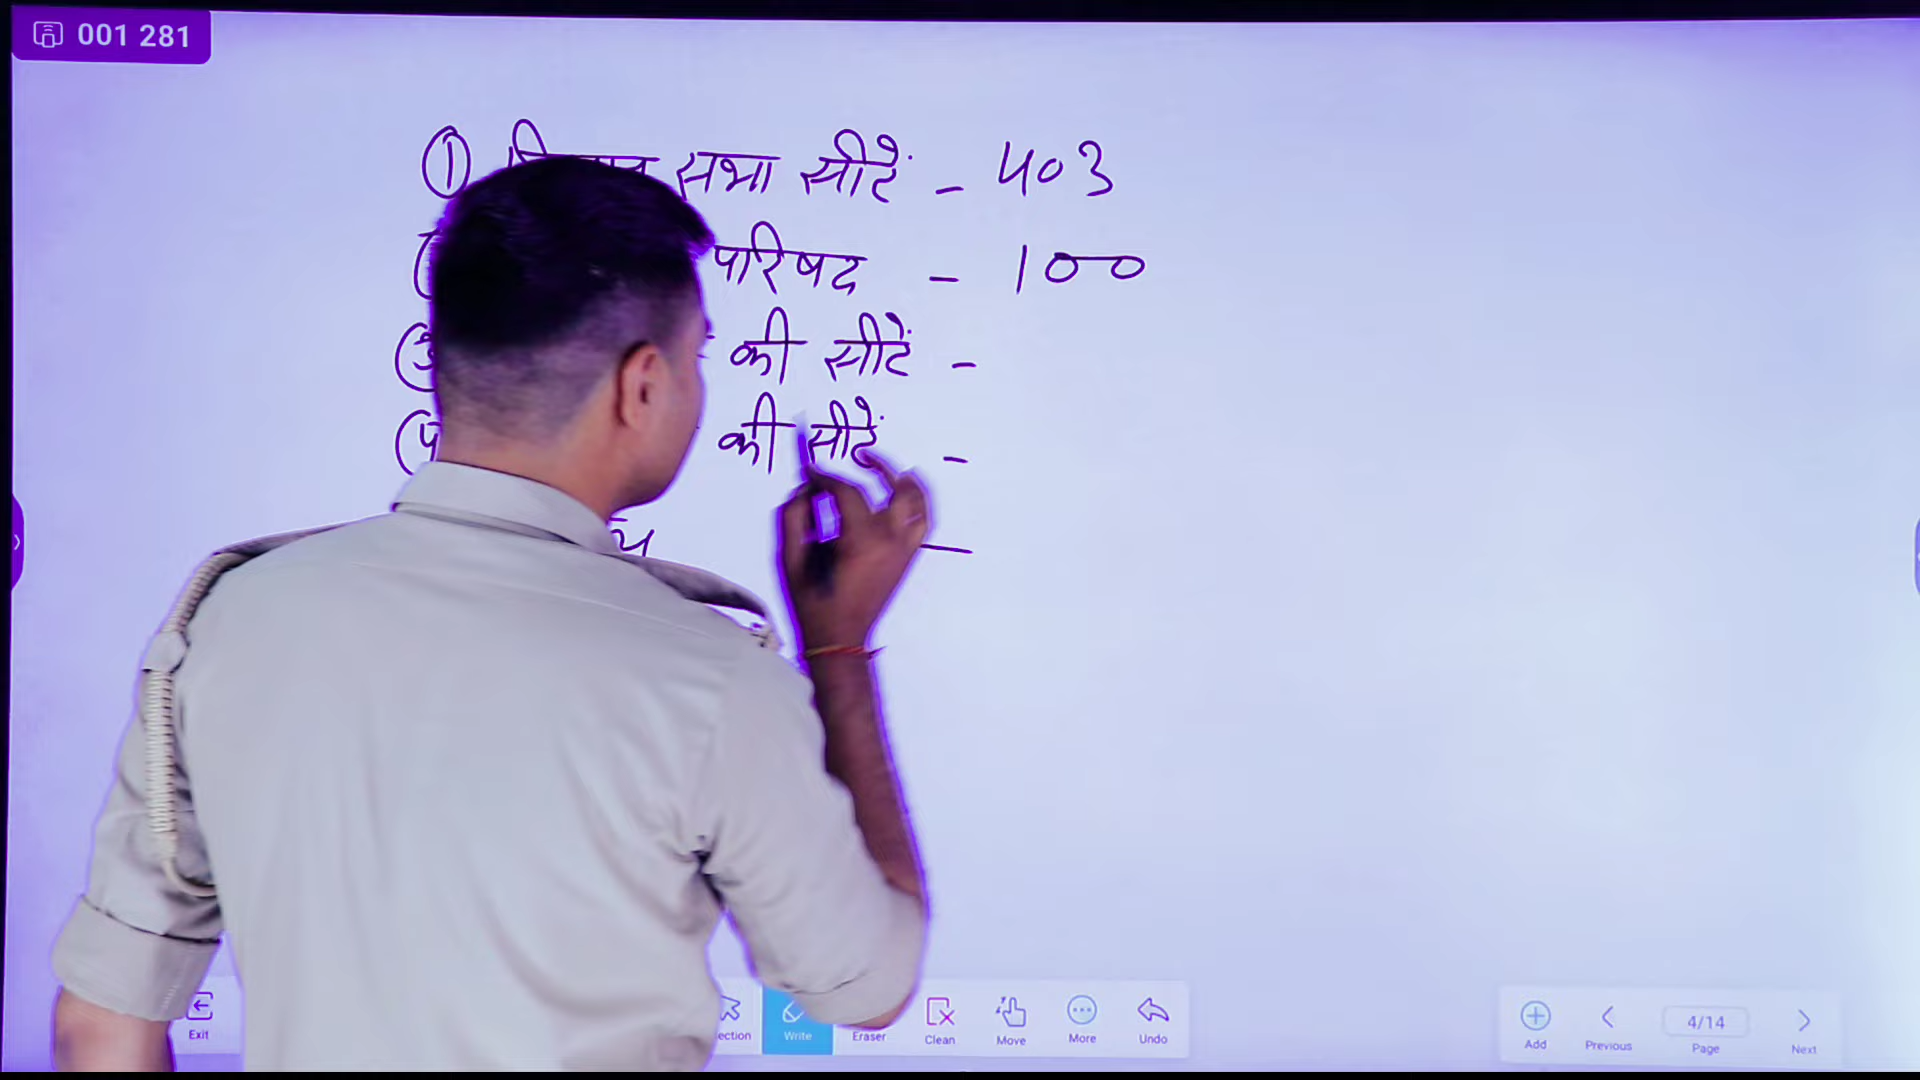 001 281
① सभा सीटें - 403
परिषद - 100
की सीटें -
की सीटें -
Exit Write Eraser Clean Move More Undo
Add Previous 4/14 Page Next